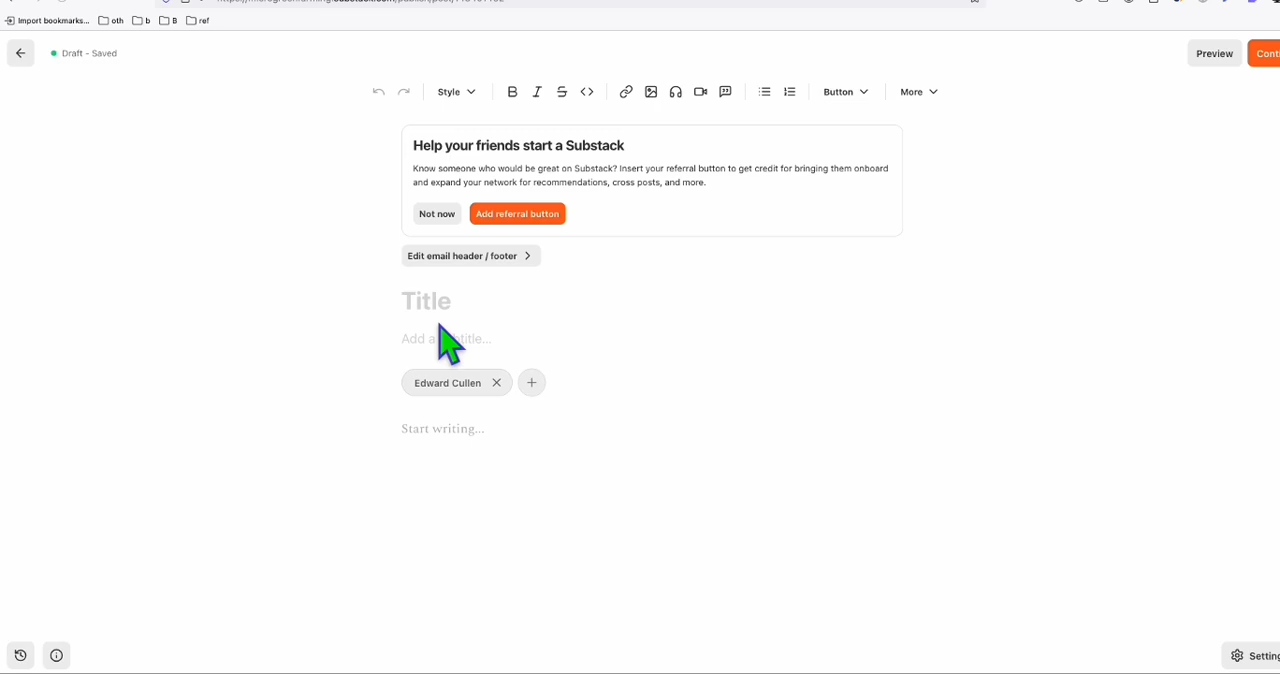 Import bookmarks... oth b B ref
Draft - Saved
Preview
Style
Button
More
Help your friends start a Substack
Know someone who would be great on Substack? Insert your referral button to get credit for bringing them onboard
and expand your network for recommendations, cross posts, and more.
Not now Add referral button
Edit email header / footer
Title
Add a
Edward Cullen
Start writing...